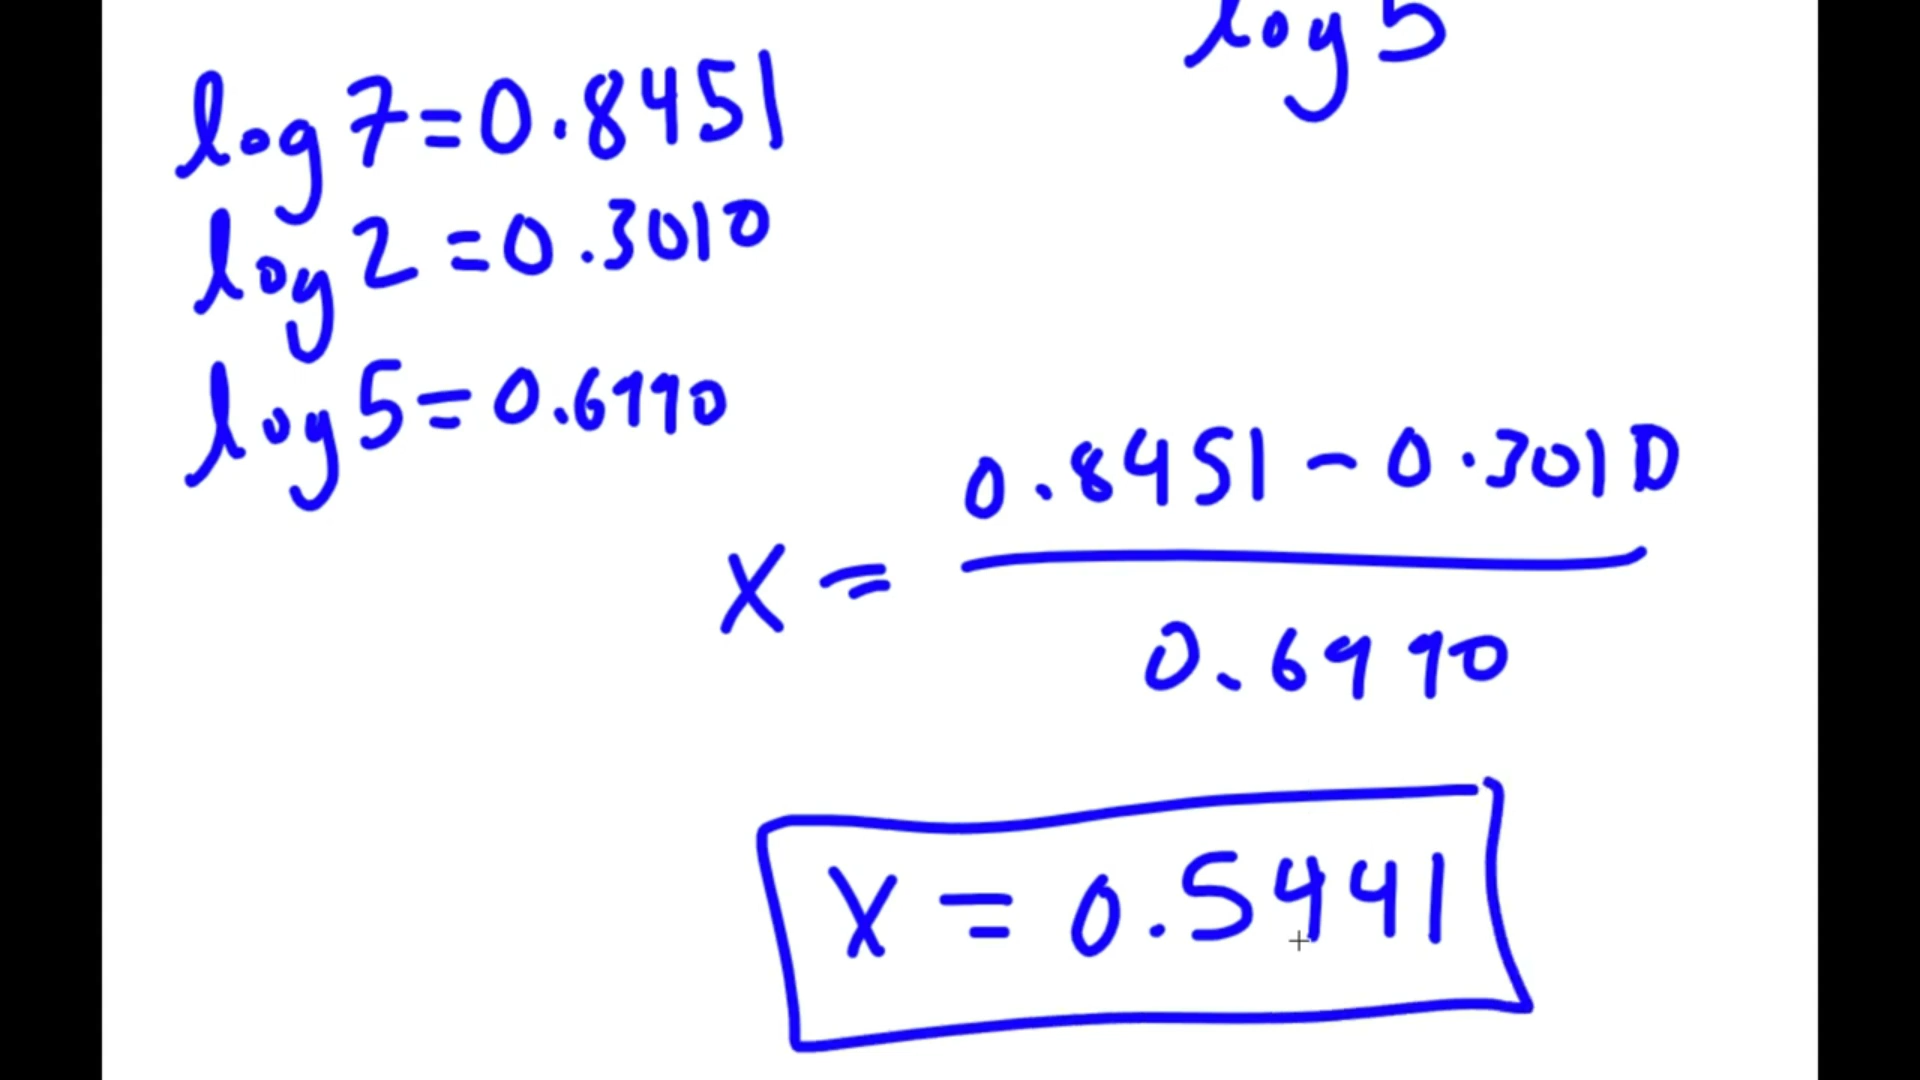 log 5
log 7 = 0.8451
log 2 = 0.3010
log 5 = 0.6990
0.8451 - 0.3010
x =
0.6990
x = 0.5441